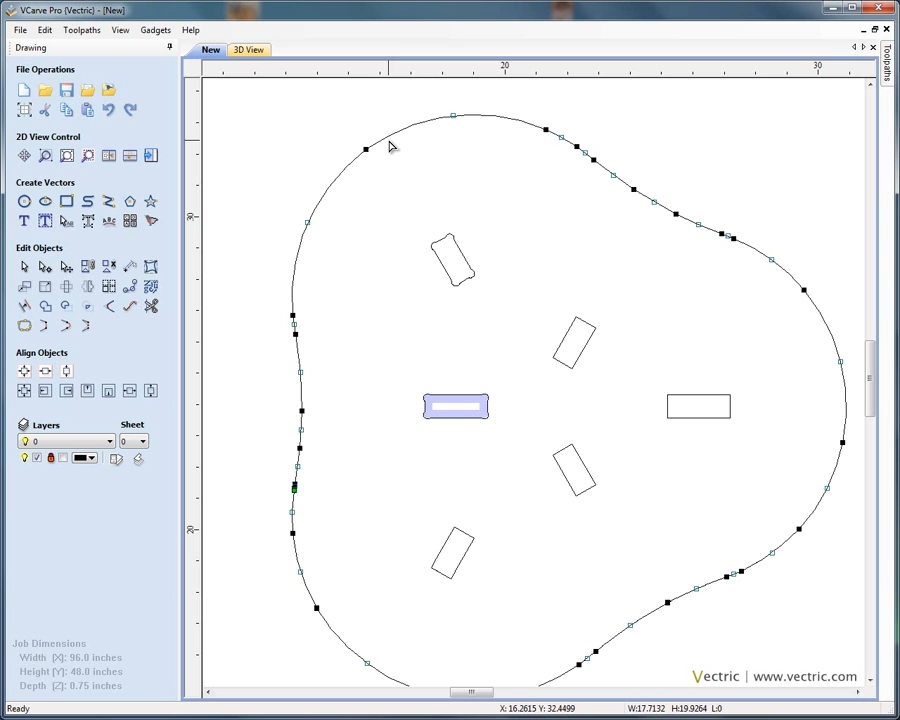 VCarve Pro {Vectric} - [New]
File Edit Toolpaths View Gadgets Help
Drawing
New
3D View
Toolpaths
20
30
File Operations
2D View Control
Create Vectors
30
Edit Objects
Align Objects
Layers
Sheet
0
0
20
Job Dimensions
Width [X]: 96.0 inches
Height [Y]: 48.0 inches
Depth [Z]: 0.75 inches
Vectric | www.vectric.com
Ready
X: 16.2615 Y: 32.4499
W:17.7132 H:19.9264 L:0